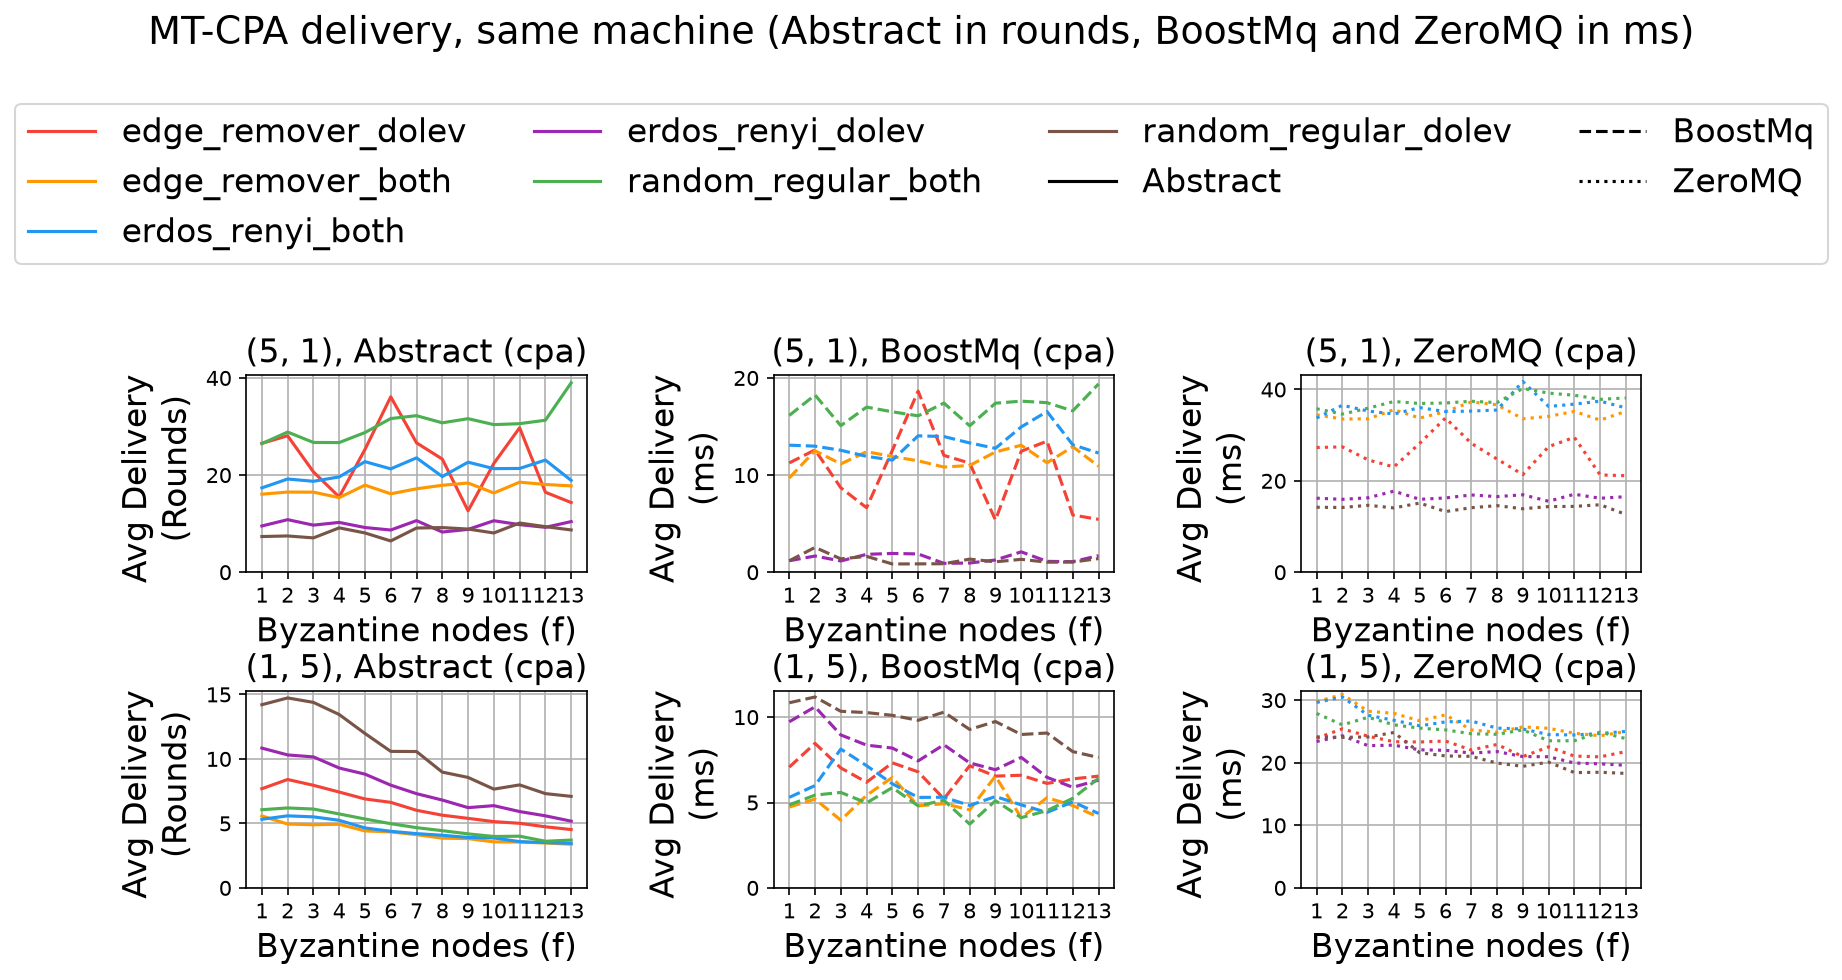 MT-CPA delivery, same machine (Abstract in rounds, BoostMq and ZeroMQ in ms)
edge_remover_dolev
edge_remover_both
erdos_renyi_both
erdos_renyi_dolev
random_regular_both
random_regular_dolev
Abstract
BoostMq
ZeroMQ
(5, 1), Abstract (cpa)
Avg Delivery
(Rounds)
40
20
0
1 2 3 4 5 6 7 8 9 10 11 12 13
Byzantine nodes (f)
(5, 1), BoostMq (cpa)
Avg Delivery
(ms)
20
10
0
1 2 3 4 5 6 7 8 9 10 11 12 13
Byzantine nodes (f)
(5, 1), ZeroMQ (cpa)
Avg Delivery
(ms)
40
20
0
1 2 3 4 5 6 7 8 9 10 11 12 13
Byzantine nodes (f)
(1, 5), Abstract (cpa)
Avg Delivery
(Rounds)
15
10
5
0
1 2 3 4 5 6 7 8 9 10 11 12 13
Byzantine nodes (f)
(1, 5), BoostMq (cpa)
Avg Delivery
(ms)
10
5
0
1 2 3 4 5 6 7 8 9 10 11 12 13
Byzantine nodes (f)
(1, 5), ZeroMQ (cpa)
Avg Delivery
(ms)
30
20
10
0
1 2 3 4 5 6 7 8 9 10 11 12 13
Byzantine nodes (f)